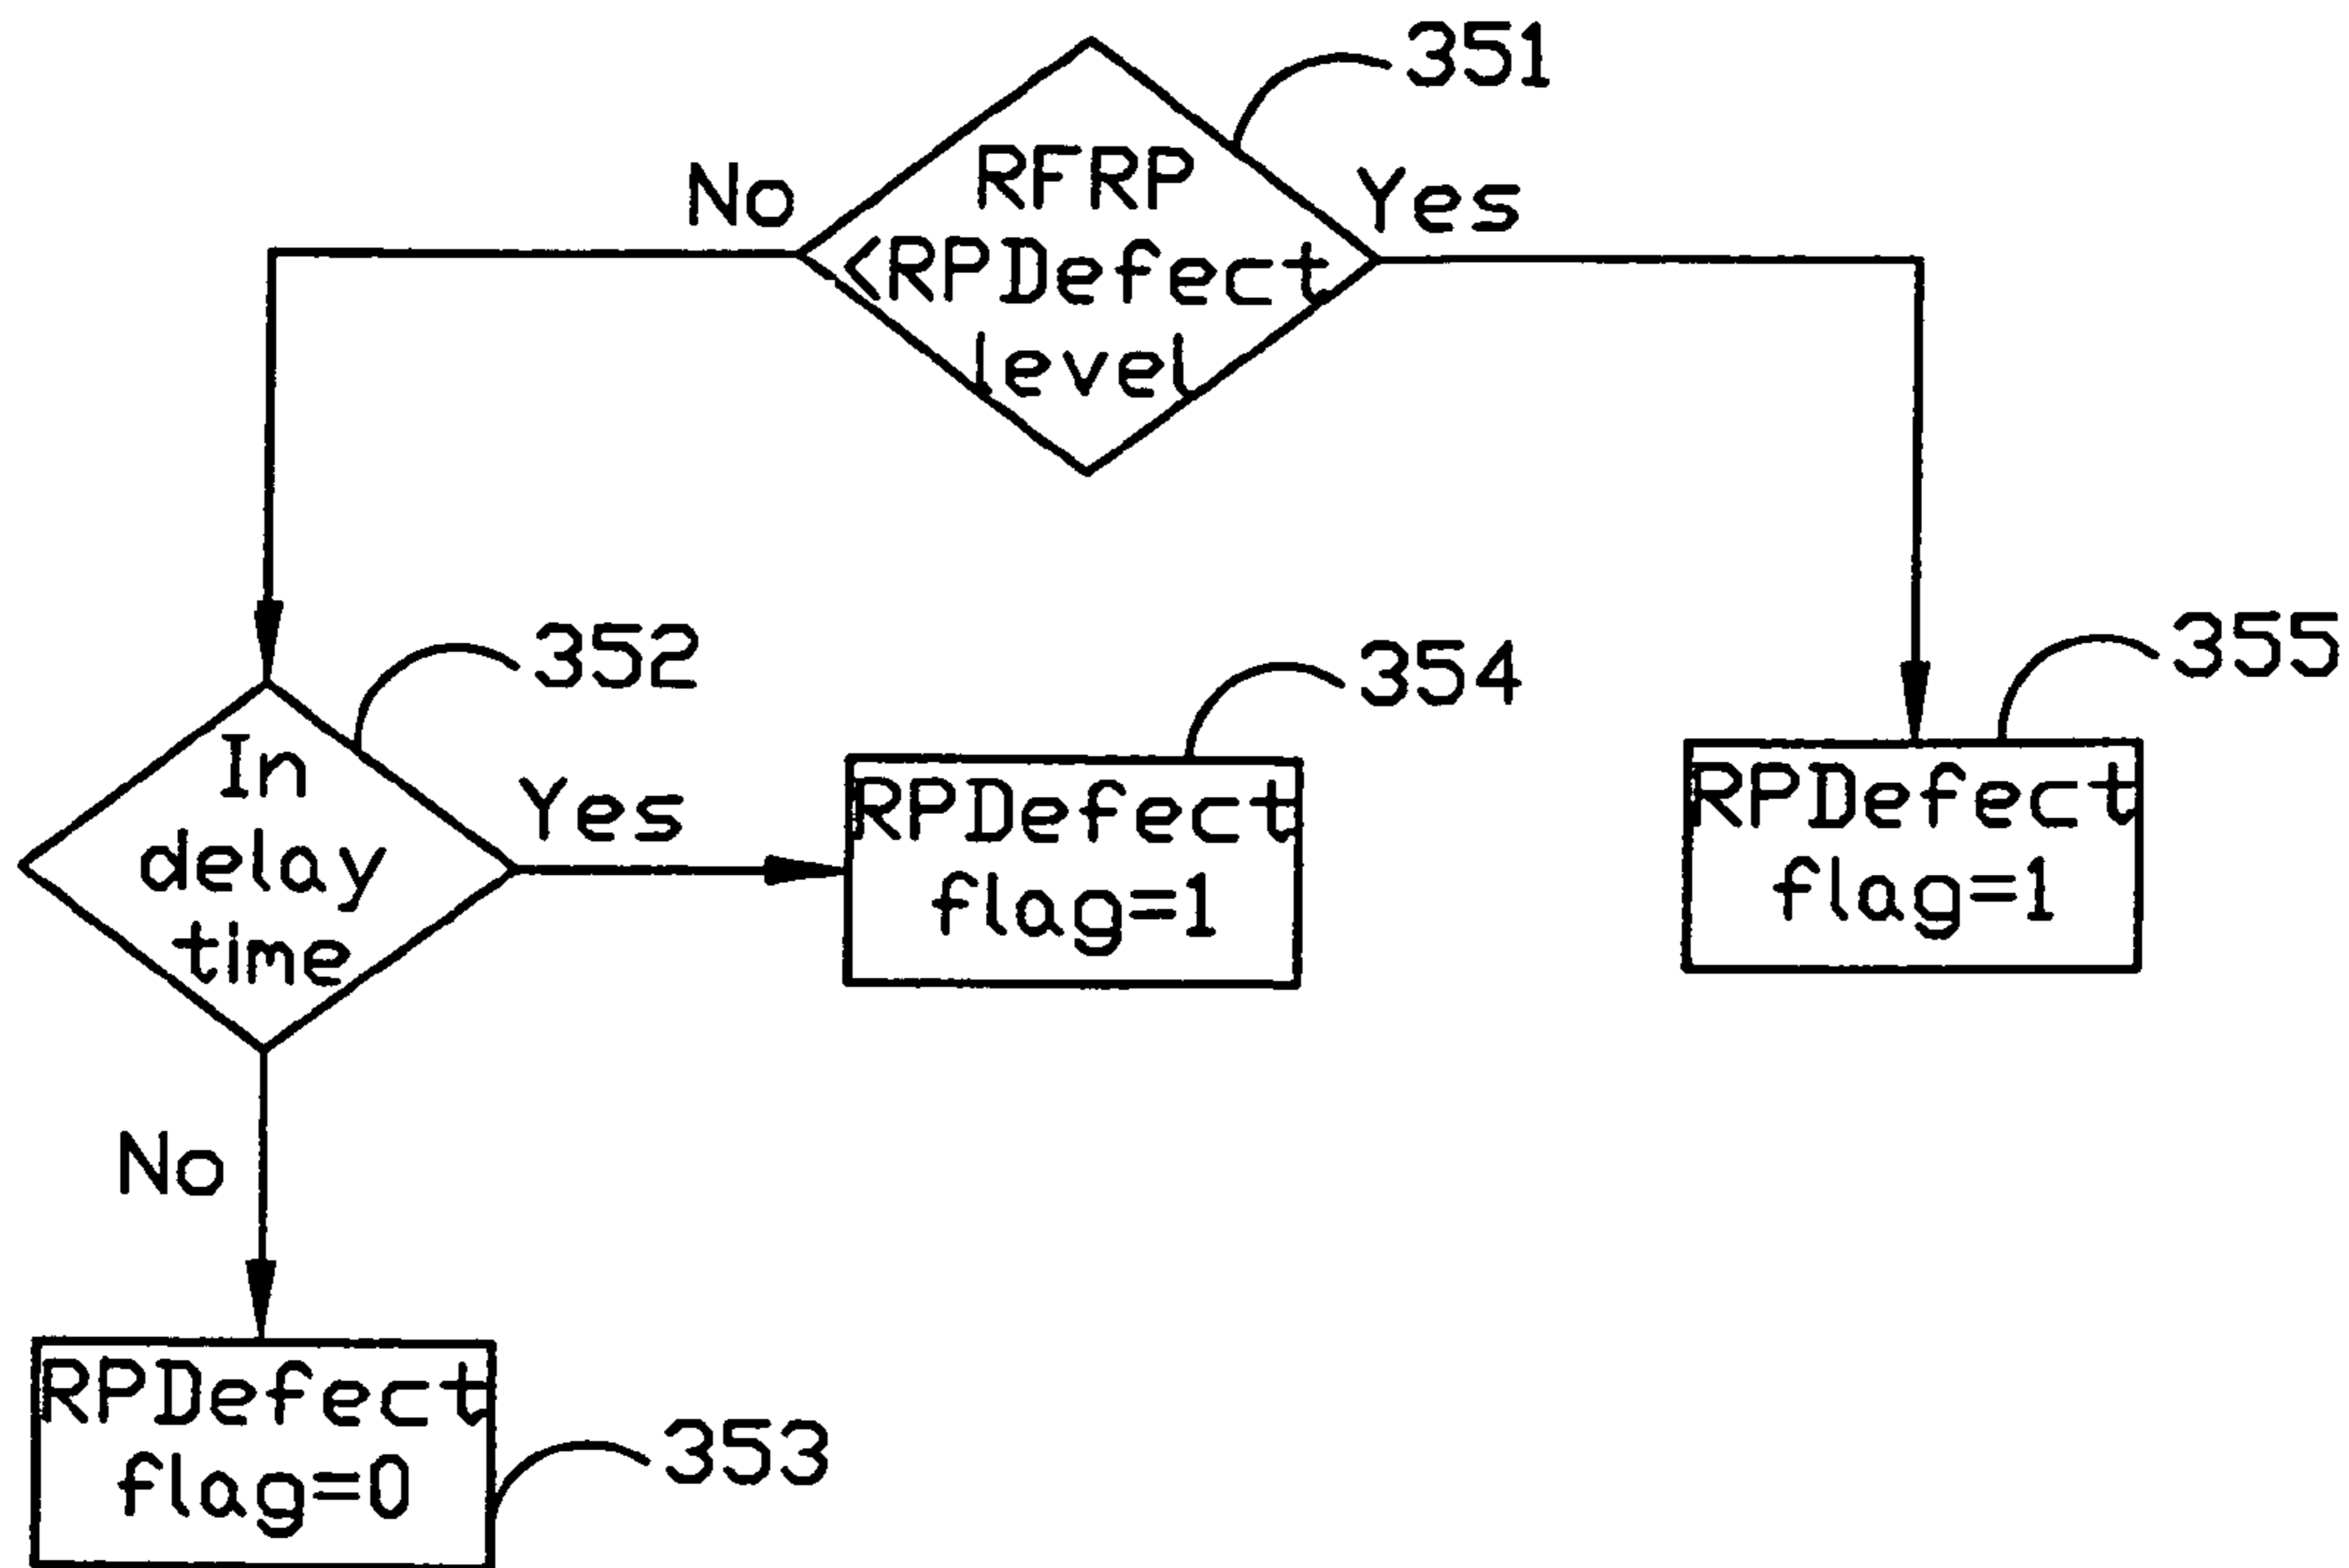 351
RFRP
<RPDefect
level
No
Yes
352
In
delay
time
Yes
No
354
RPDefect
flag=1
355
RPDefect
flag=1
RPDefect
flag=0
353